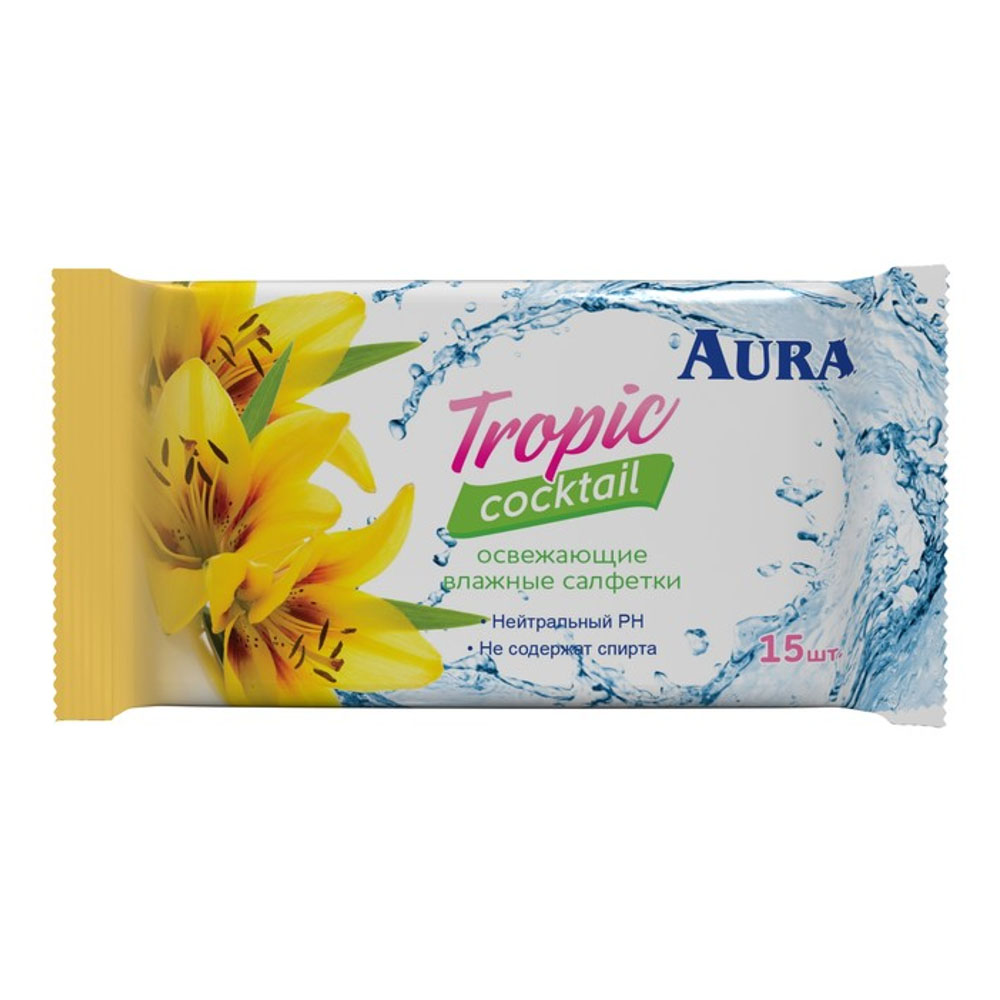 AURA
Tropic
cocktail
освежающие
влажные салфетки
• Нейтральный PH
• Не содержат спирта
15шт.